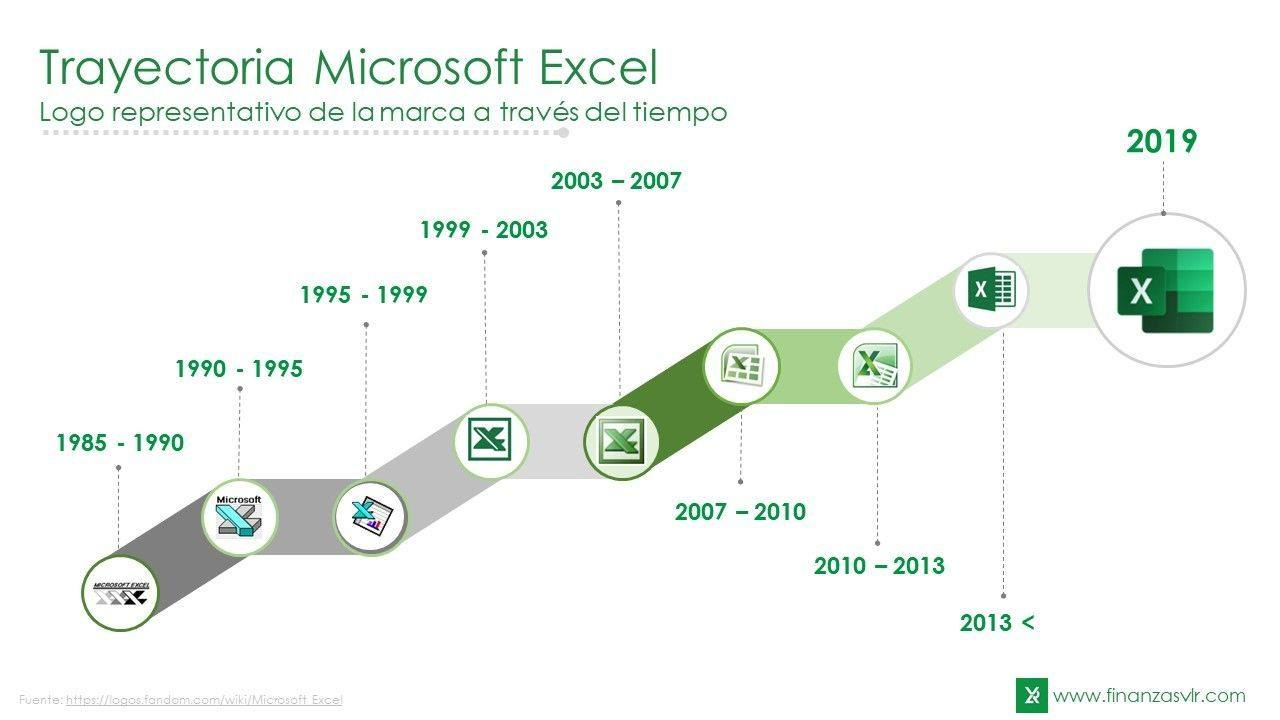 Trayectoria Microsoft Excel
Logo representativo de la marca a través del tiempo
2019
2003 – 2007
1999 - 2003
1995 - 1999
1990 - 1995
1985 - 1990
X
X
Microsoft
MICROSOFT EXCEL
2007 – 2010
2010 – 2013
2013 <
Fuente: https://logos.fandom.com/wiki/Microsoft_Excel
www.finanzasvlr.com